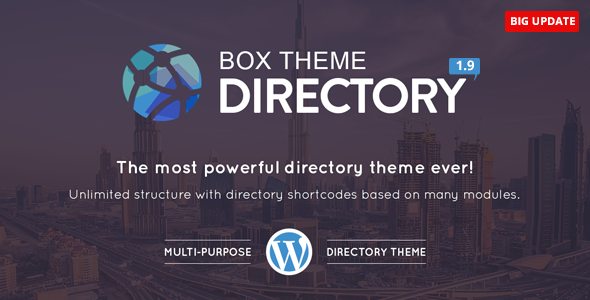 BIG UPDATE
BOX THEME
1.9
DIRECTORY
The most powerful directory theme ever!
Unlimited structure with directory shortcodes based on many modules.
MULTI-PURPOSE
DIRECTORY THEME